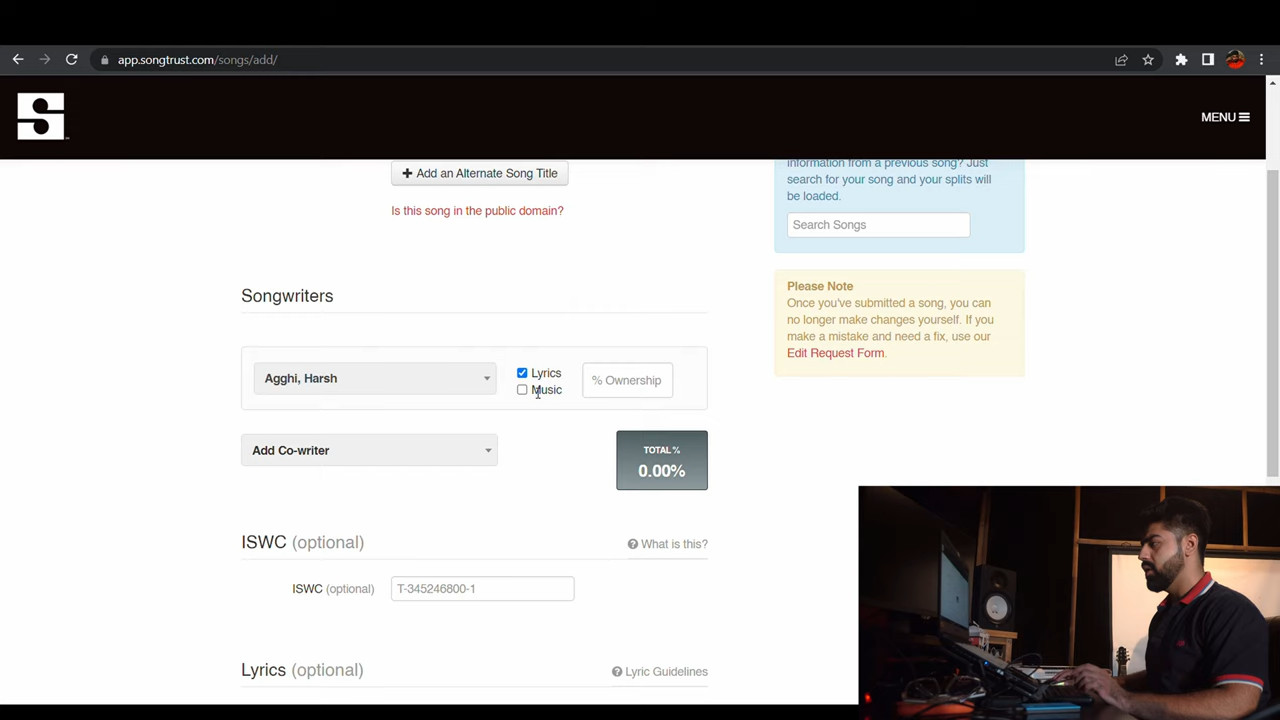 app.songtrust.com/songs/add/
S
MENU
Add an Alternate Song Title
Is this song in the public domain?
information from a previous song? Just
search for your song and your splits will
be loaded.
Search Songs
Please Note
Once you've submitted a song, you can
no longer make changes yourself. If you
make a mistake and need a fix, use our
Edit Request Form.
Songwriters
Agghi, Harsh
Lyrics
Music
% Ownership
Add Co-writer
TOTAL %
0.00%
ISWC (optional)
What is this?
ISWC (optional)
T-345246800-1
Lyrics (optional)
Lyric Guidelines